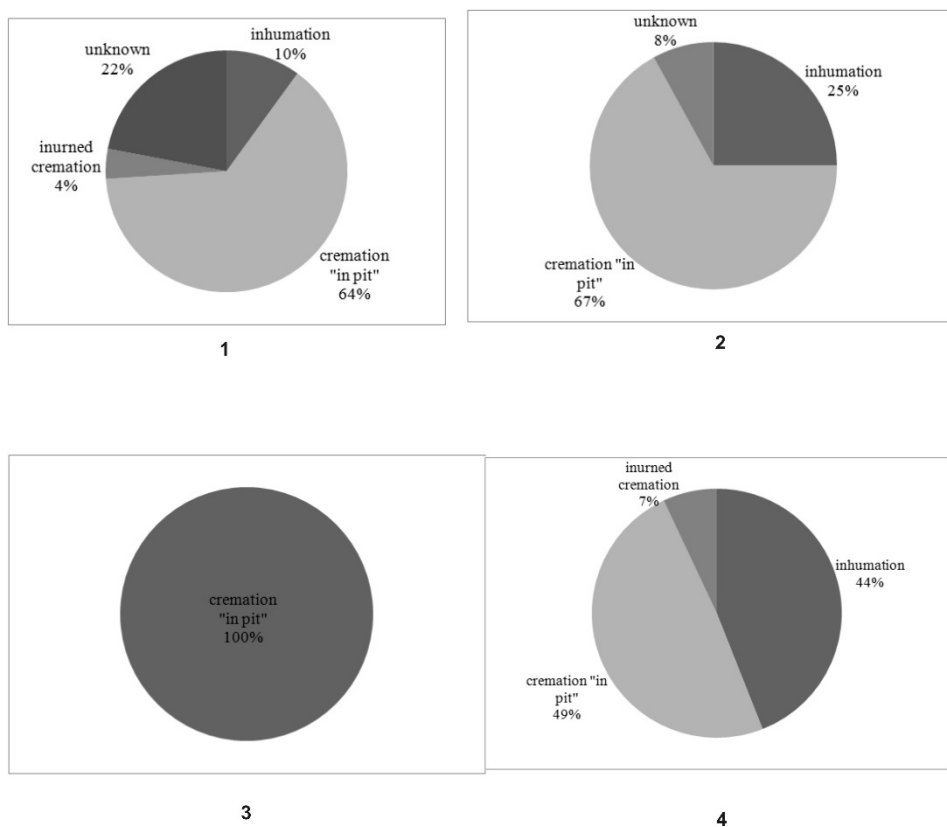 inhumation
10%
unknown
22%
inurned
cremation
4%
cremation
"in pit"
64%
1
unknown
8%
inhumation
25%
cremation "in
pit"
67%
2
cremation
"in pit"
100%
3
inurned
cremation
7%
inhumation
44%
cremation "in
pit"
49%
4